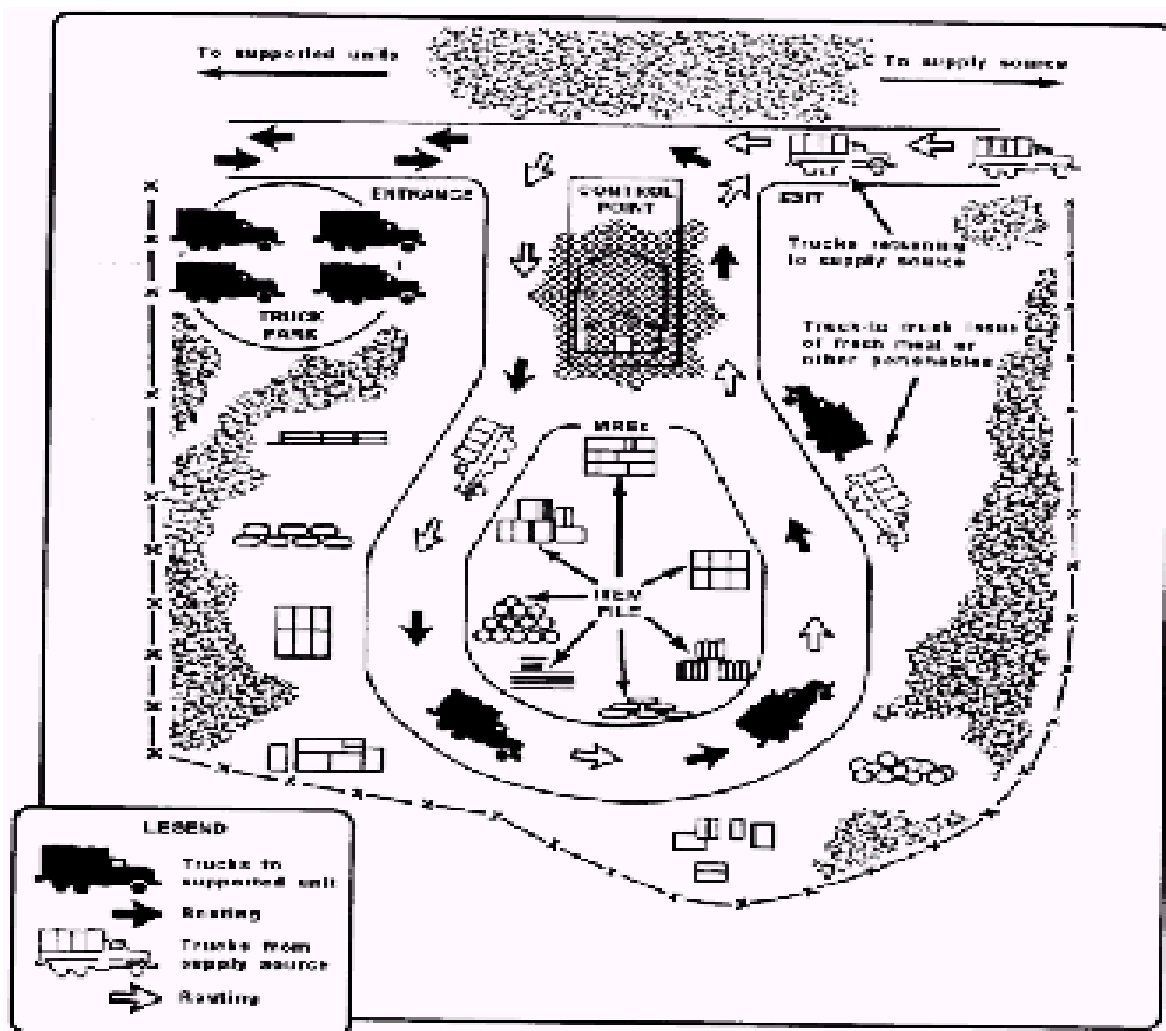 To supported units
To supply source
ENTRANCE
CONTROL
POINT
EXIT
Trucks returning
to supply source
TRUCK
PARK
Truck-to truck issue
of fresh meal or
other perishables
MREs
ITEM
PILE
LEGEND
Trucks to
supported unit
Routing
Trucks from
supply source
Routing